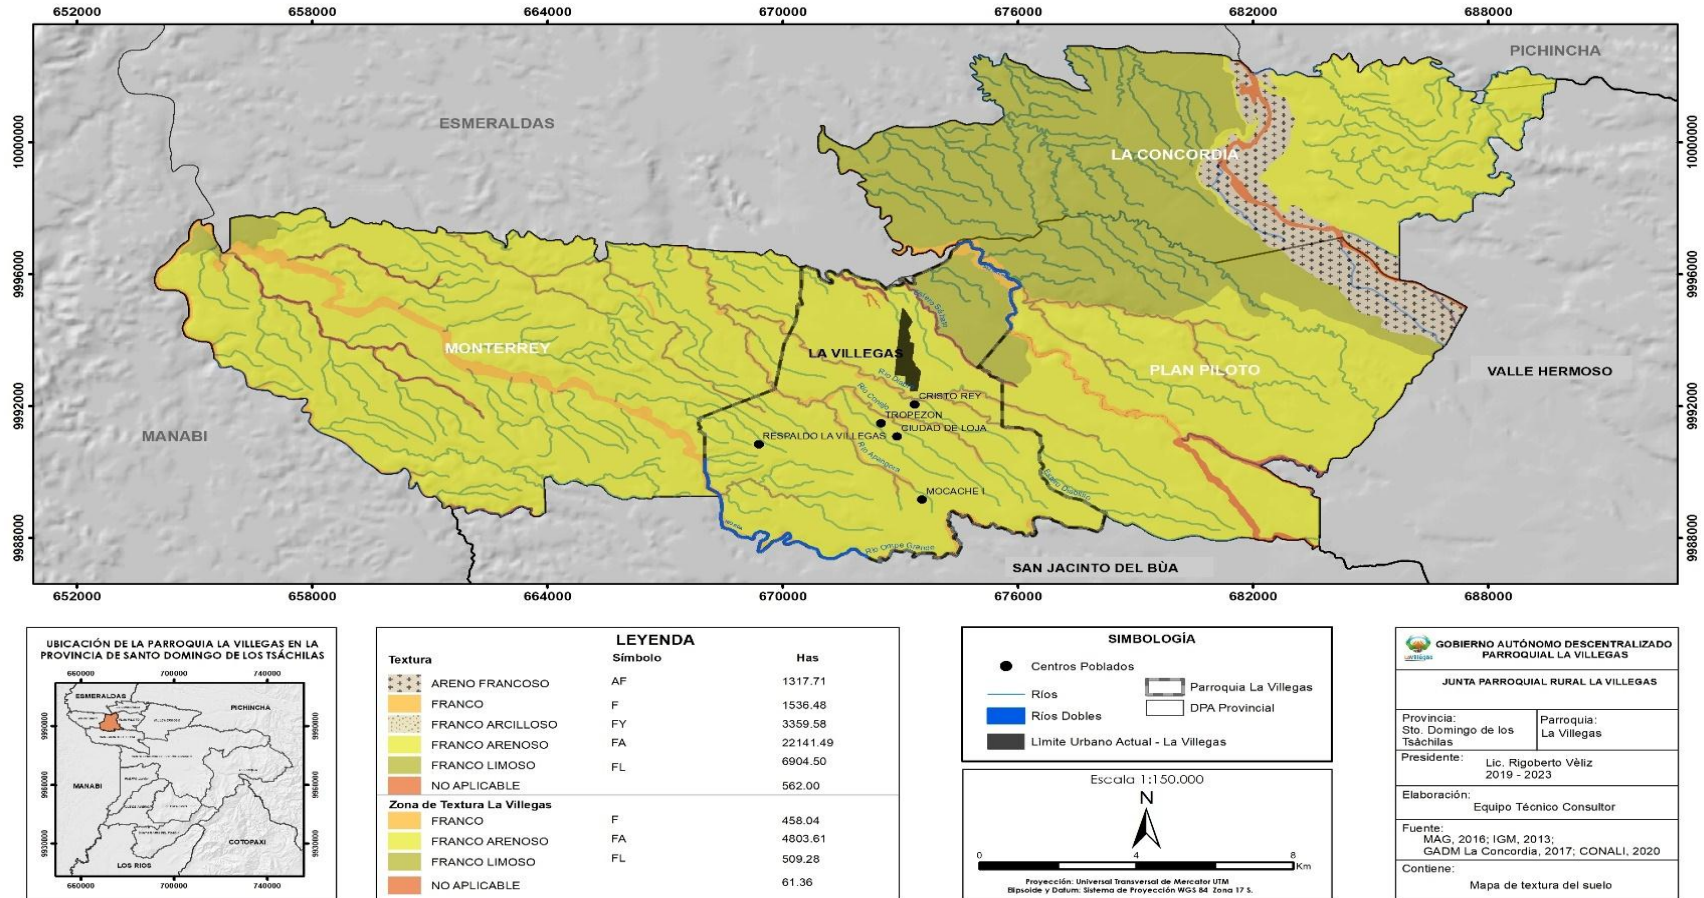 652000 658000 664000 670000 676000 682000 688000
PICHINCHA
ESMERALDAS
10000000 10000000
LA CONCORDIA
9996000 9996000
MONTERREY
LA VILLEGAS
PLAN PILOTO
VALLE HERMOSO
CRISTO REY
9992000 9992000
TROPEZON
CIUDAD DE LOJA
RESPALDO LA VILLEGAS
MANABI
MOCACHE I
9988000 9988000
SAN JACINTO DEL BÙA
652000 658000 664000 670000 676000 682000 688000
UBICACIÓN DE LA PARROQUIA LA VILLEGAS EN LA
PROVINCIA DE SANTO DOMINGO DE LOS TSÁCHILAS
660000 700000 740000
ESMERALDAS
PICHINCHA
MANABI
COTOPAXI
LOS RIOS
660000 700000 740000
LEYENDA
Textura Símbolo Has
ARENO FRANCOSO AF 1317.71
FRANCO F 1536.48
FRANCO ARCILLOSO FY 3359.58
FRANCO ARENOSO FA 22141.49
FRANCO LIMOSO FL 6904.50
NO APLICABLE 562.00
Zona de Textura La Villegas
FRANCO F 458.04
FRANCO ARENOSO FA 4803.61
FRANCO LIMOSO FL 509.28
NO APLICABLE 61.36
SIMBOLOGÍA
Centros Poblados
Ríos
Parroquia La Villegas
Ríos Dobles
DPA Provincial
Límite Urbano Actual - La Villegas
Escala 1:150.000
N
0 4 8
Km
Proyección: Universal Transversal de Mercator UTM
Elipsoide y Datum: Sistema de Proyección WGS 84 Zona 17 S.
GOBIERNO AUTÓNOMO DESCENTRALIZADO
PARROQUIAL LA VILLEGAS
JUNTA PARROQUIAL RURAL LA VILLEGAS
Provincia:
Sto. Domingo de los
Tsáchilas
Parroquia:
La Villegas
Presidente:
Lic. Rigoberto Vèliz
2019 - 2023
Elaboración:
Equipo Técnico Consultor
Fuente:
MAG, 2016; IGM, 2013;
GADM La Concordia, 2017; CONALI, 2020
Contiene:
Mapa de textura del suelo